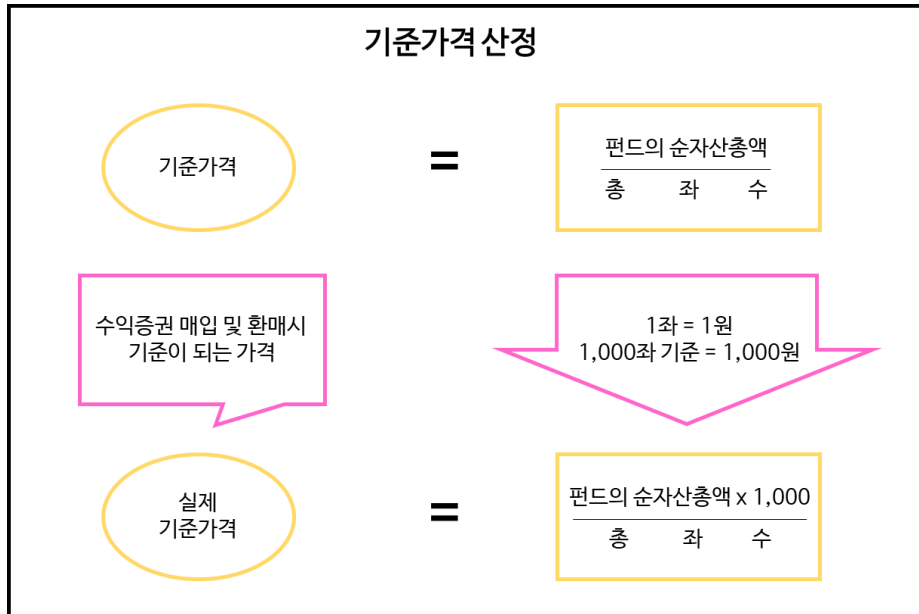 기준가격 산정
기준가격
=
펀드의 순자산총액
총 좌 수
수익증권 매입 및 환매시
기준이 되는 가격
1좌 = 1원
1,000좌 기준 = 1,000원
실제
기준가격
=
펀드의 순자산총액 x 1,000
총 좌 수